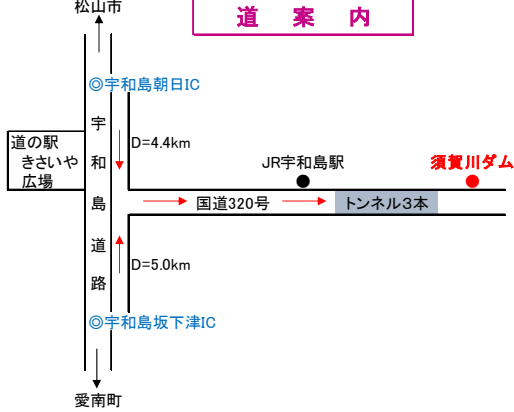 松山市
道案内
◎宇和島朝日IC
宇和島道路
D=4.4km
道の駅
きさいや
広場
JR宇和島駅
須賀川ダム
国道320号
トンネル3本
D=5.0km
◎宇和島坂下津IC
愛南町